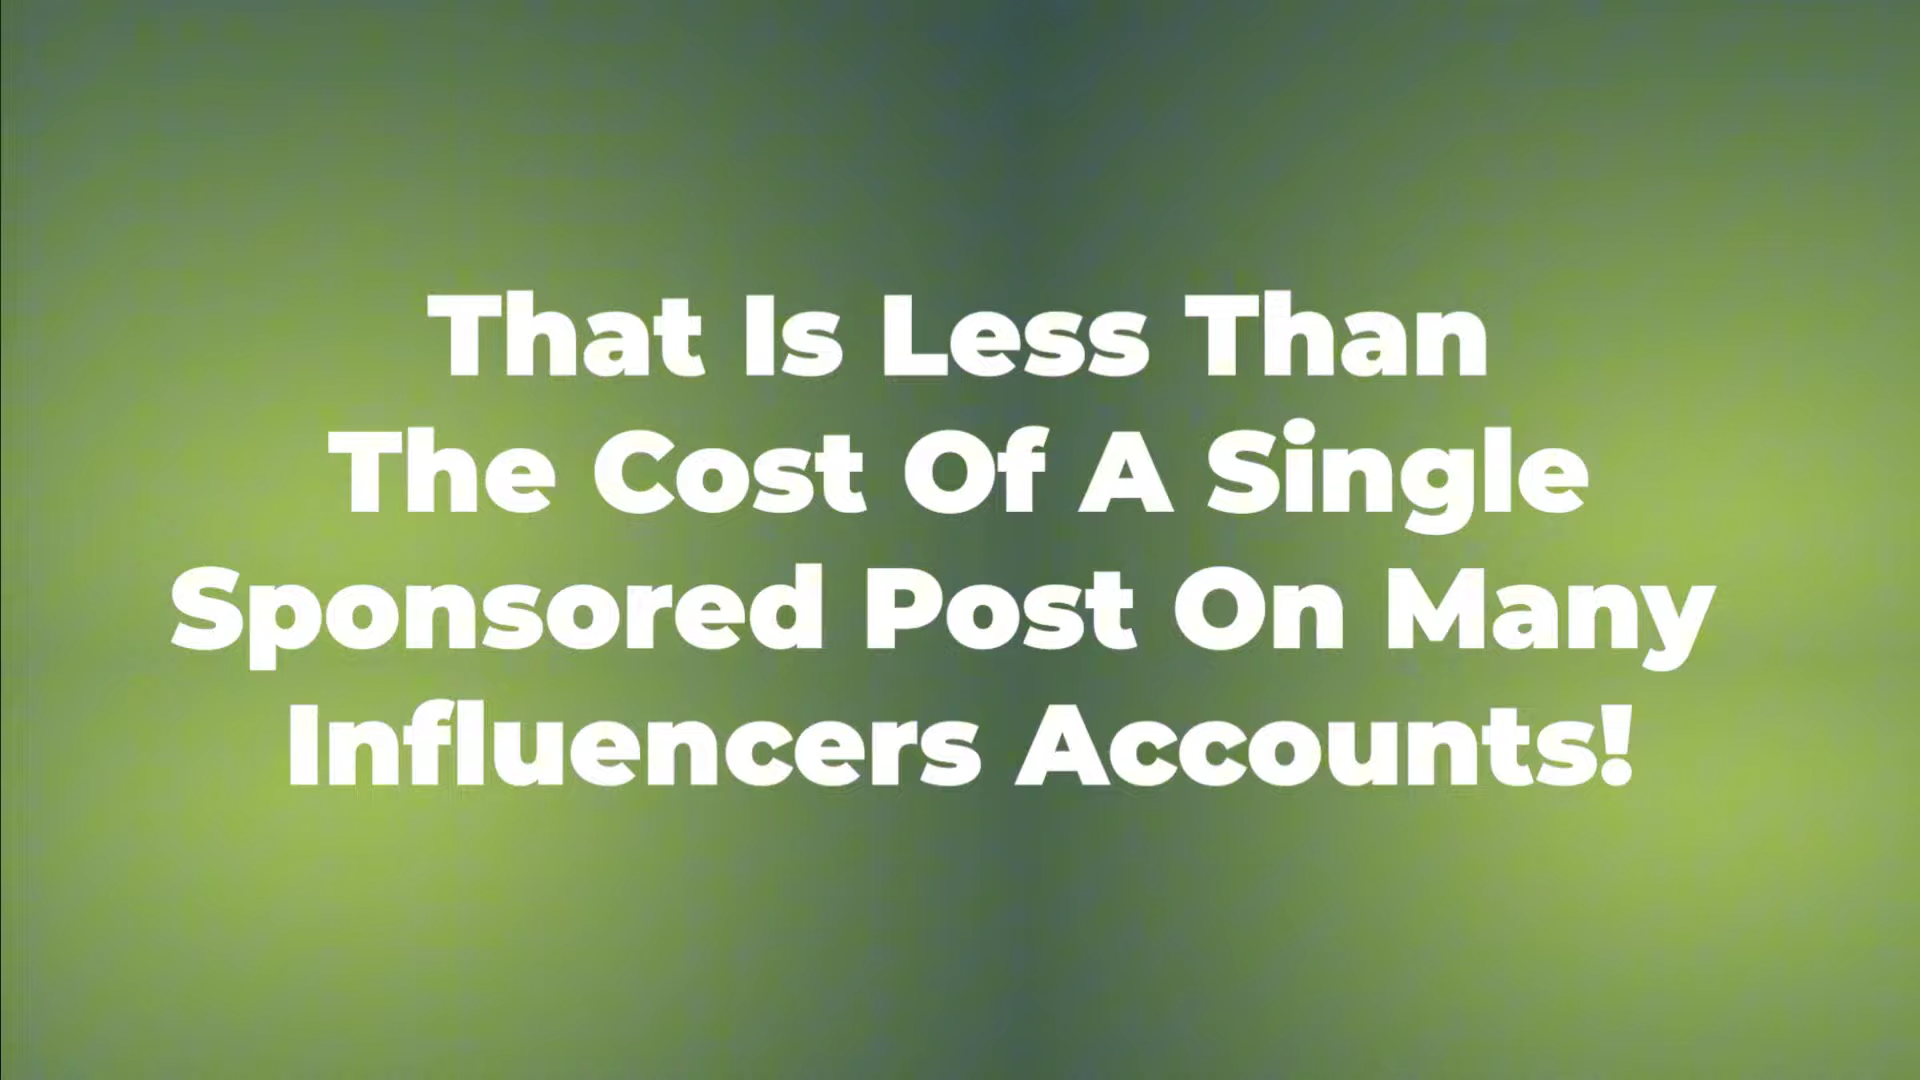 That Is Less Than
The Cost Of A Single
Sponsored Post On Many
Influencers Accounts!